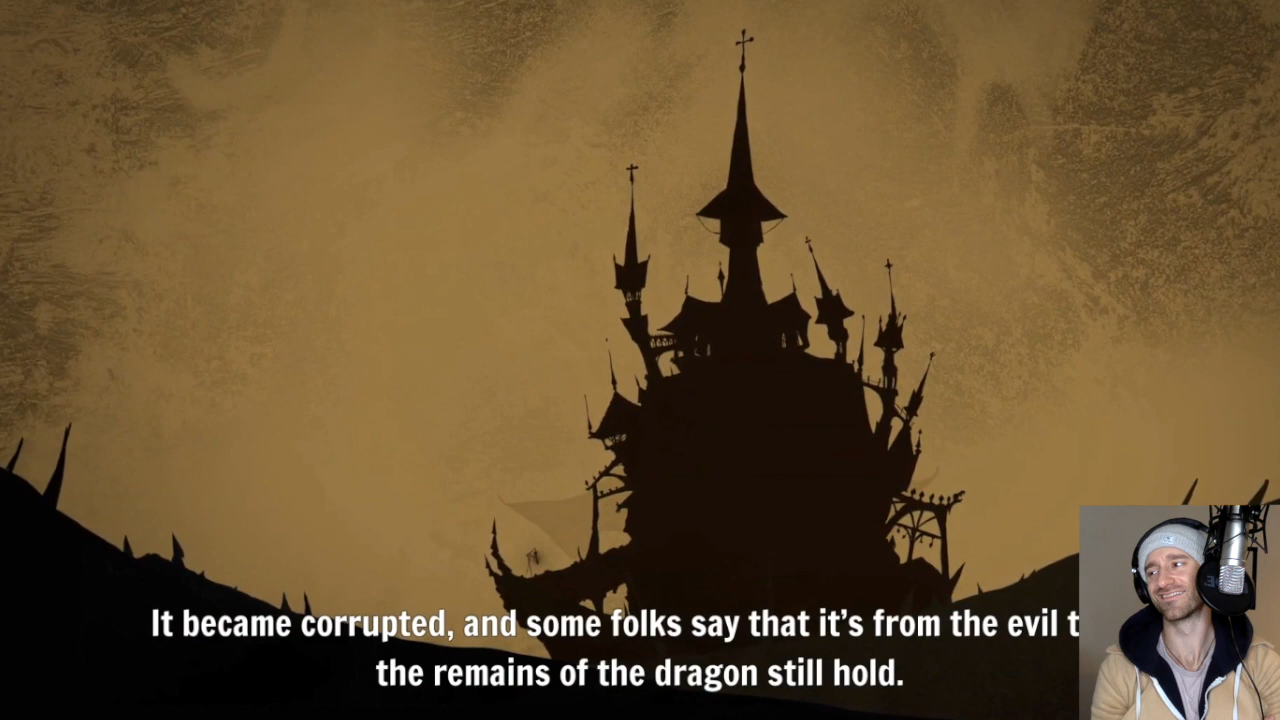 It became corrupted, and some folks say that it’s from the evil
the remains of the dragon still hold.